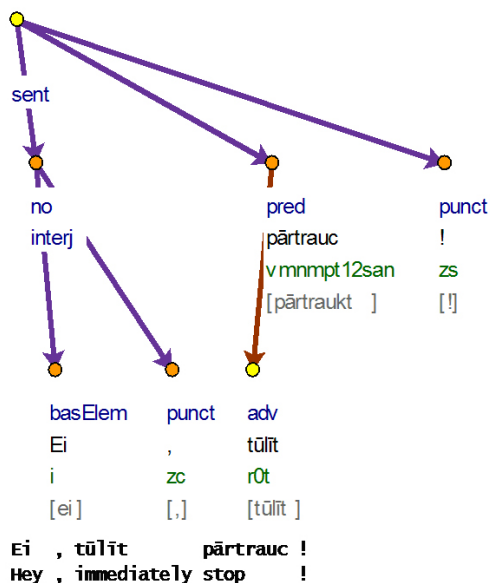 sent
no pred punct
interj pārtrauc !
vmnmpt12san zs
[pārtraukt ] [!]
basElem punct adv
Ei , tūlīt
i zc r0t
[ei] [,] [tūlīt ]
Ei , tūlīt pārtrauc !
Hey , immediately stop !